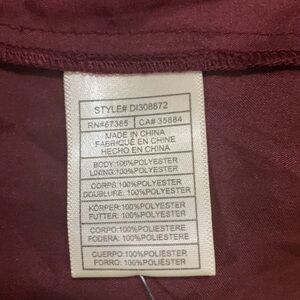 STYLE# DI308872
RN#67365 CA# 35884
MADE IN CHINA
FABRIQUÉ EN CHINE
HECHO EN CHINA
BODY:100%POLYESTER
LINING:100%POLYESTER
CORPS:100%POLYESTER
DOUBLURE: 100%POLYESTER
KÖRPER:100%POLYESTER
FUTTER: 100%POLYESTER
CORPO:100%POLIESTERE
FODERA: 100%POLIESTERE
CUERPO:100%POLIÉSTER
FORRO: 100%POLIÉSTER